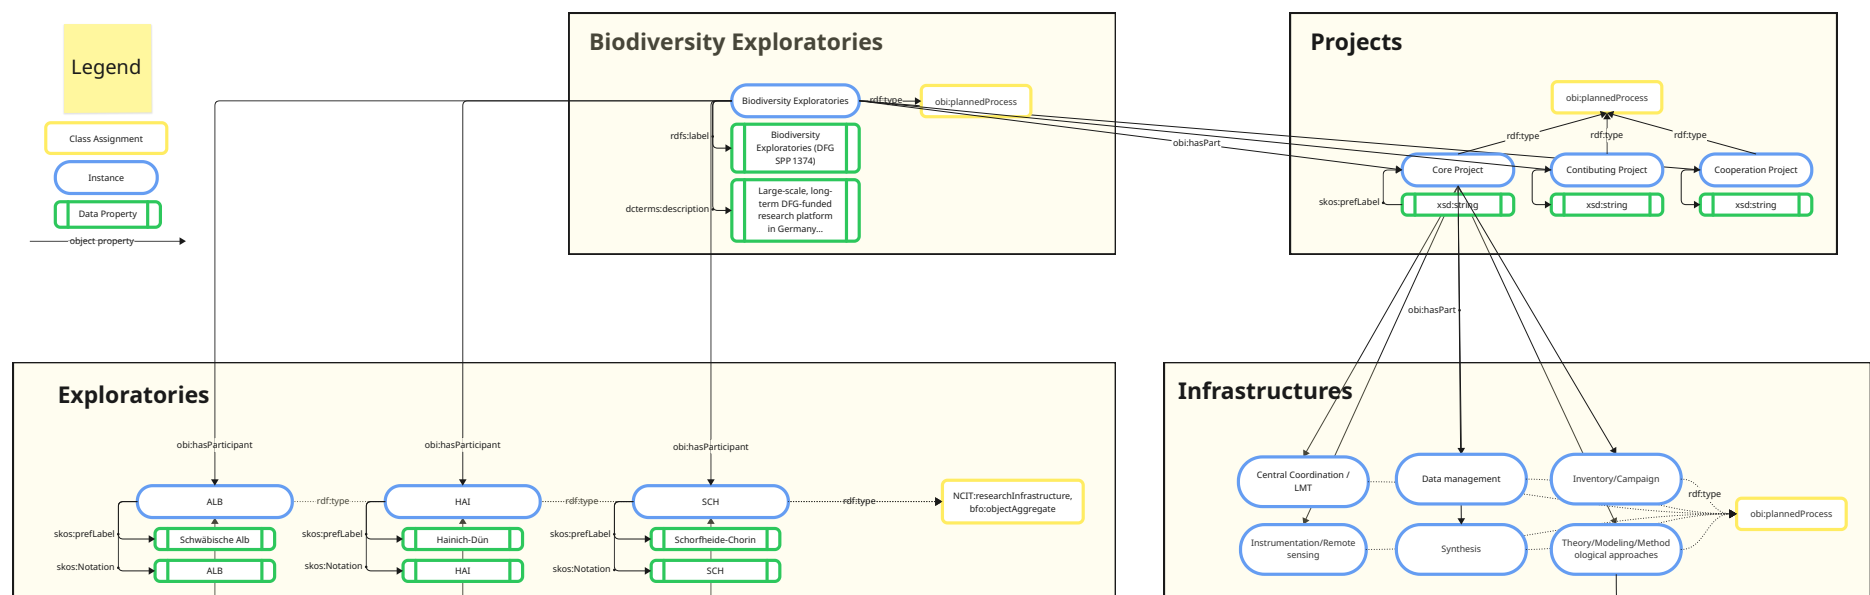 Legend
Class Assignment
Instance
Data Property
object property
Biodiversity Exploratories
Biodiversity Exploratories
rdf:type
obi:plannedProcess
rdfs:label
Biodiversity
Exploratories (DFG
SPP 1374)
dcterms:description
Large-scale, long-
term DFG-funded
research platform
in Germany...
obi:hasPart
Projects
obi:plannedProcess
rdf:type
rdf:type
rdf:type
Core Project
Contibuting Project
Cooperation Project
skos:prefLabel
xsd:string
xsd:string
xsd:string
obi:hasPart
Exploratories
obi:hasParticipant
obi:hasParticipant
obi:hasParticipant
ALB
rdf:type
HAI
rdf:type
SCH
rdf:type
NCIT:researchInfrastructure,
bfo:objectAggregate
skos:prefLabel
Schwäbische Alb
skos:prefLabel
Hainich-Dün
skos:prefLabel
Schorfheide-Chorin
skos:Notation
ALB
skos:Notation
HAI
skos:Notation
SCH
Infrastructures
Central Coordination /
LMT
Data management
Inventory/Campaign
rdf:type
obi:plannedProcess
Instrumentation/Remote
sensing
Synthesis
Theory/Modeling/Method
ological approaches